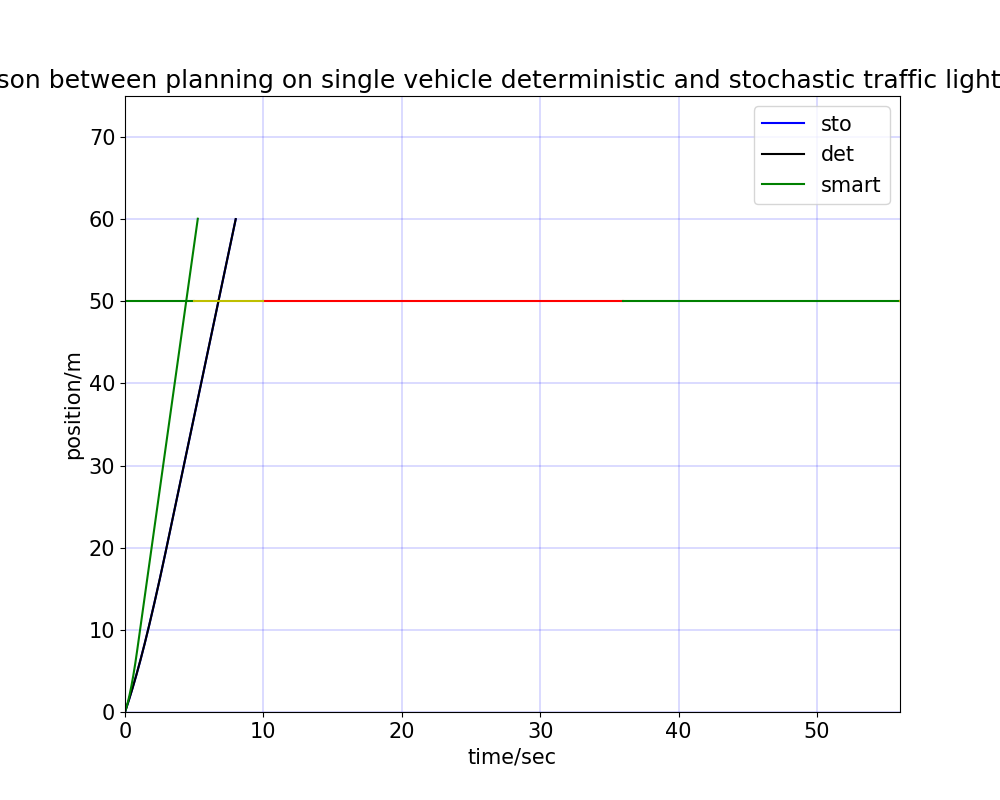 son between planning on single vehicle deterministic and stochastic traffic light
sto
det
smart
70
60
50
40
30
20
10
0
position/m
0 10 20 30 40 50
time/sec